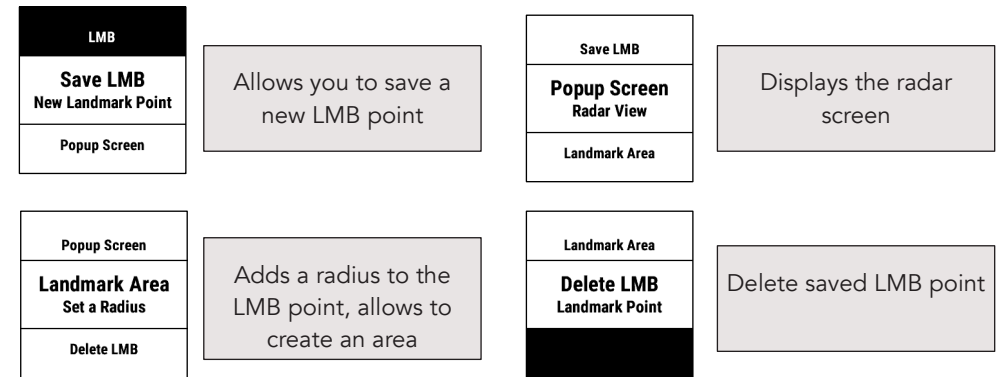 LMB
Save LMB
New Landmark Point
Popup Screen
Allows you to save a
new LMB point
Save LMB
Popup Screen
Radar View
Landmark Area
Displays the radar
screen
Popup Screen
Landmark Area
Set a Radius
Delete LMB
Adds a radius to the
LMB point, allows to
create an area
Landmark Area
Delete LMB
Landmark Point
Delete saved LMB point